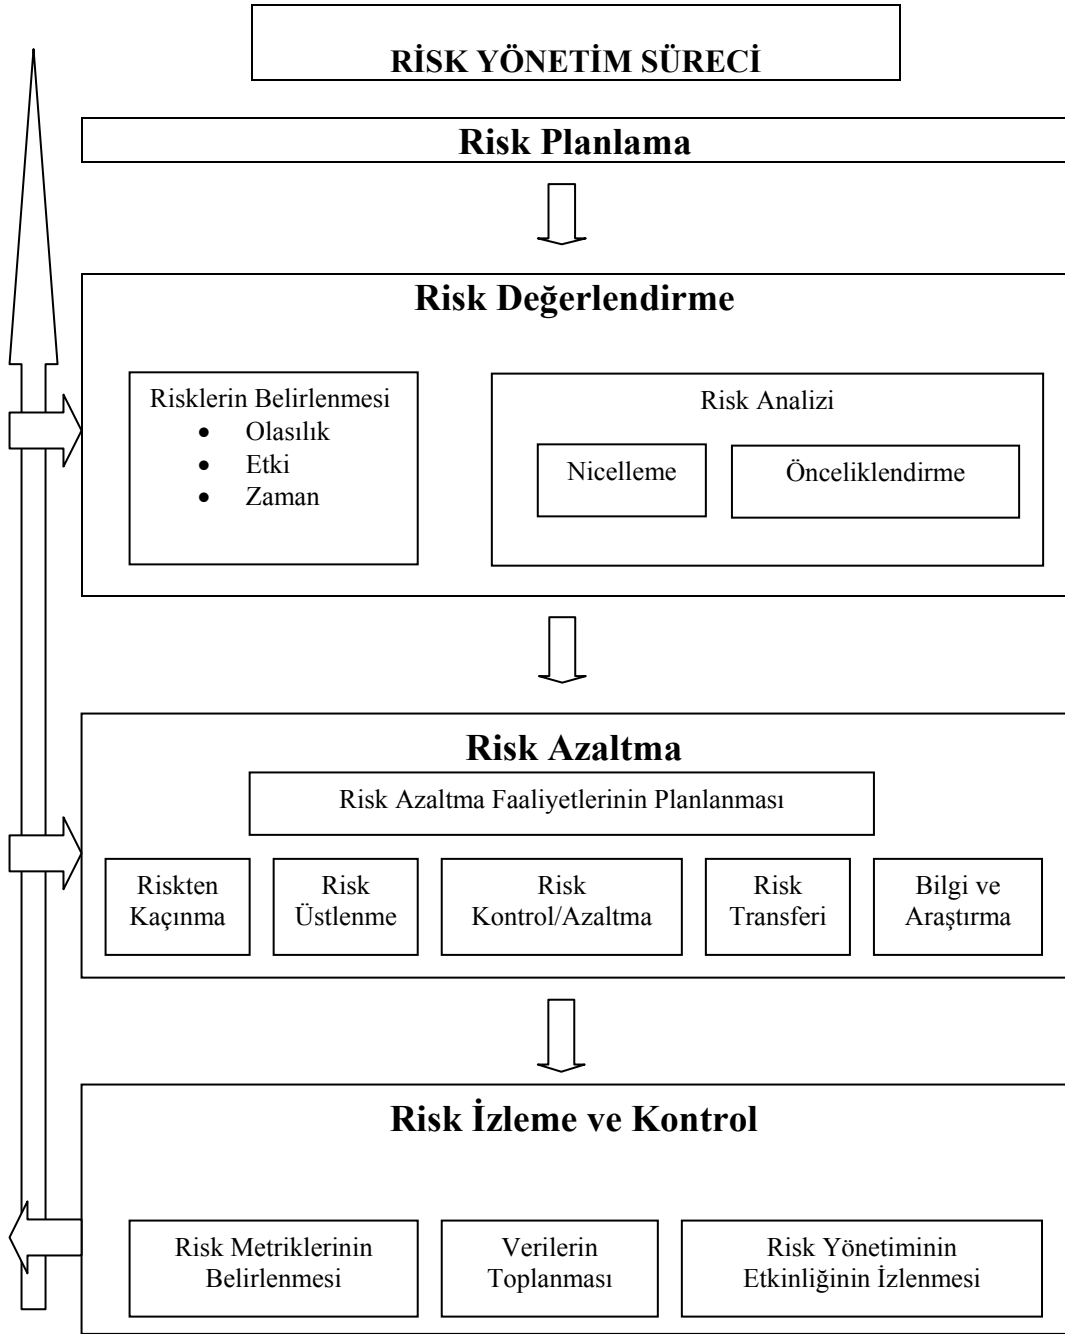 RİSK YÖNETİM SÜRECİ
Risk Planlama
Risk Değerlendirme
Risklerin Belirlenmesi
• Olasılık
• Etki
• Zaman
Risk Analizi
Nicelleme
Önceliklendirme
Risk Azaltma
Risk Azaltma Faaliyetlerinin Planlanması
Riskten
Kaçınma
Risk
Üstlenme
Risk
Kontrol/Azaltma
Risk
Transferi
Bilgi ve
Araştırma
Risk İzleme ve Kontrol
Risk Metriklerinin
Belirlenmesi
Verilerin
Toplanması
Risk Yönetiminin
Etkinliğinin İzlenmesi